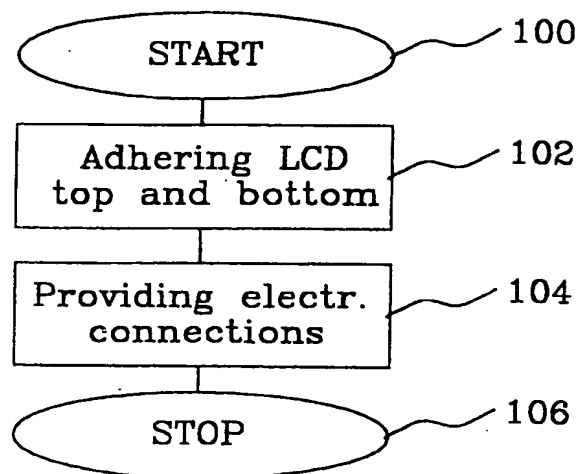 START
100
Adhering LCD
top and bottom
102
Providing electr.
connections
104
STOP
106